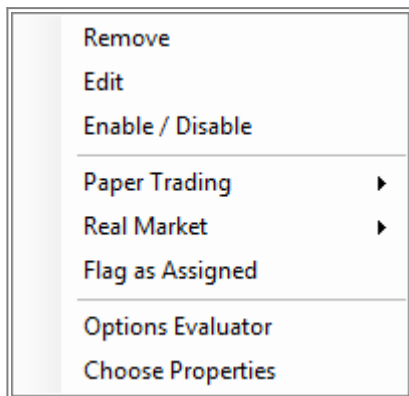 Remove
Edit
Enable / Disable
Paper Trading
Real Market
Flag as Assigned
Options Evaluator
Choose Properties